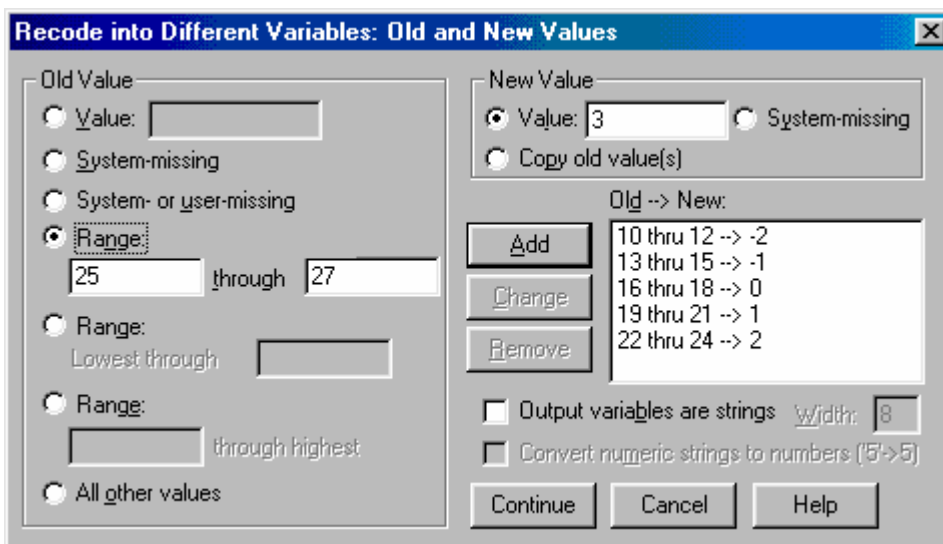 Recode into Different Variables: Old and New Values
Old Value
Value:
System-missing
System- or user-missing
Range:
25 through 27
Range:
Lowest through
Range:
through highest
All other values
New Value
Value: 3 System-missing
Copy old value(s)
Old --> New:
Add
Change
Remove
10 thru 12 --> -2
13 thru 15 --> -1
16 thru 18 --> 0
19 thru 21 --> 1
22 thru 24 --> 2
Output variables are strings Width: 8
Convert numeric strings to numbers ('5'->5)
Continue Cancel Help